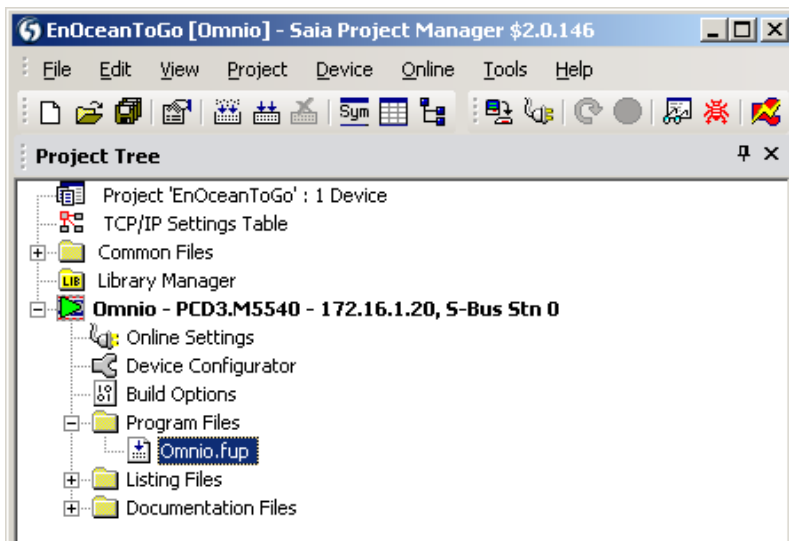 EnOceanToGo [Omnio] - Saia Project Manager $2.0.146
File Edit View Project Device Online Tools Help
Sym
Project Tree
Project 'EnOceanToGo' : 1 Device
TCP/IP Settings Table
Common Files
LIB Library Manager
Omnio - PCD3.M5540 - 172.16.1.20, S-Bus Stn 0
Online Settings
Device Configurator
Build Options
Program Files
Omnio.fup
Listing Files
Documentation Files